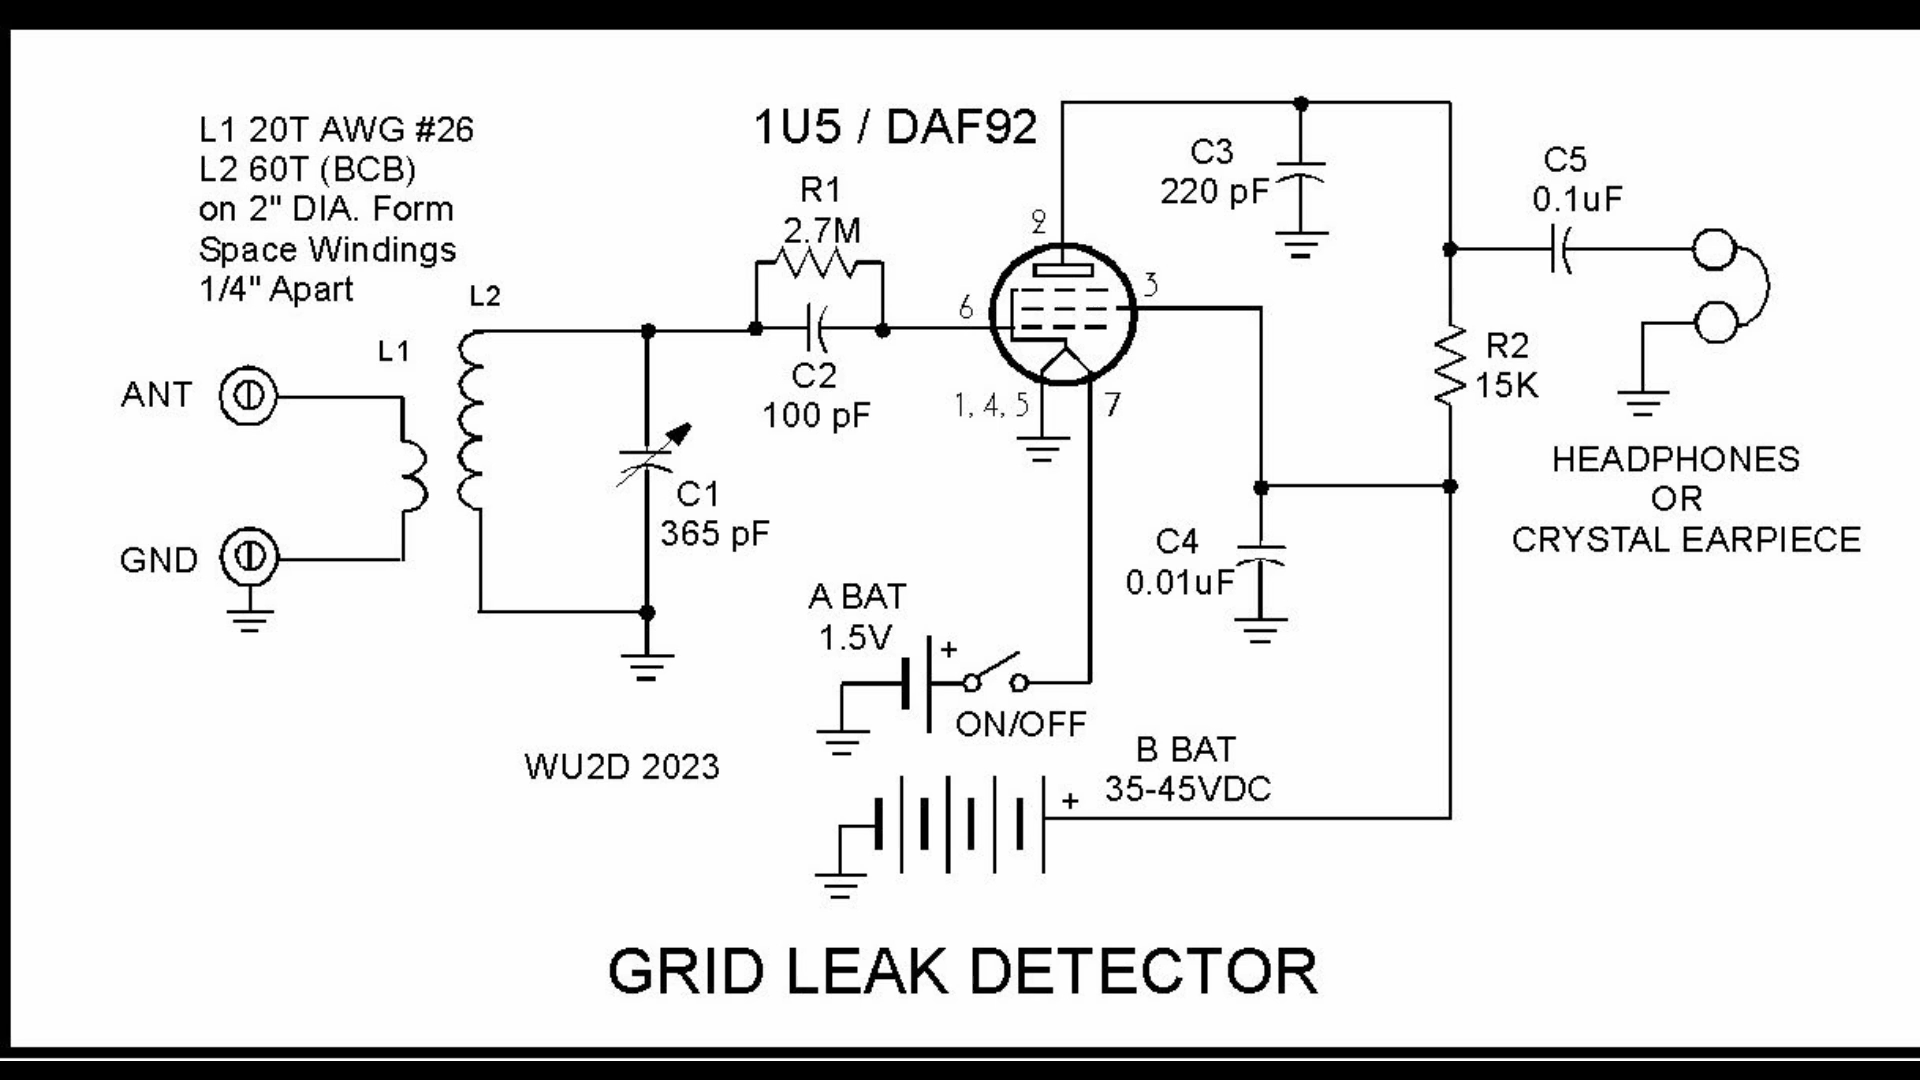 L1 20T AWG #26
L2 60T (BCB)
on 2" DIA. Form
Space Windings
1/4" Apart
1U5 / DAF92
R1
2.7M
C2
100 pF
L2
L1
ANT
GND
C1
365 pF
2
3
6
1, 4, 5
7
C3
220 pF
C5
0.1uF
R2
15K
HEADPHONES
OR
CRYSTAL EARPIECE
C4
0.01uF
A BAT
1.5V
+
ON/OFF
B BAT
35-45VDC
+
WU2D 2023
GRID LEAK DETECTOR